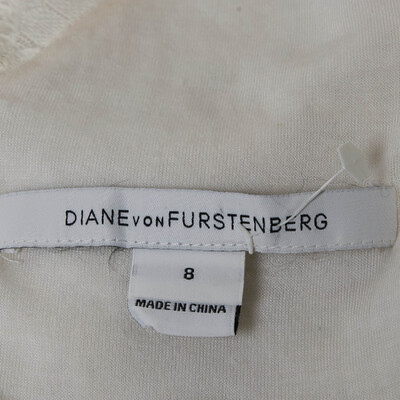 DIANE VON FURSTENBERG
8
MADE IN CHINA